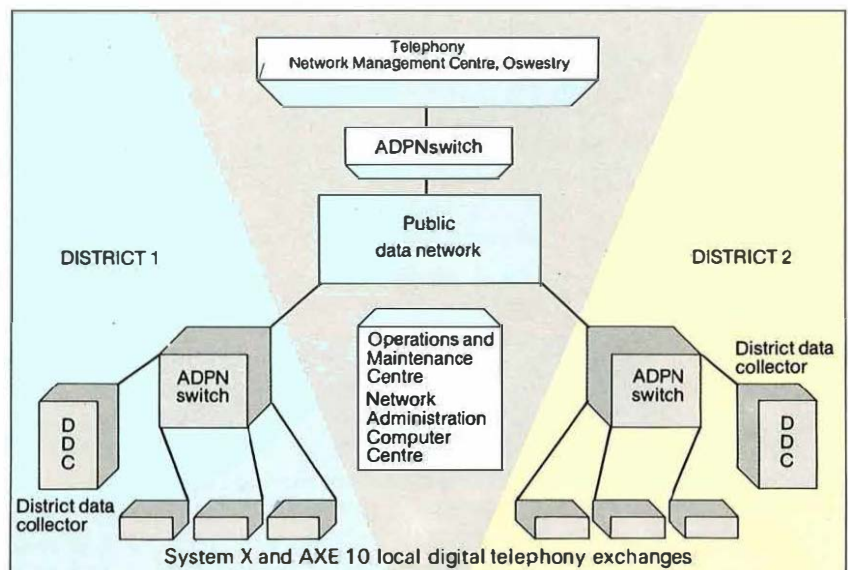 Telephony
Network Management Centre, Oswestry
ADPNswitch
Public
data network
DISTRICT 1
DISTRICT 2
Operations and
Maintenance
Centre
Network
Administration
Computer
Centre
ADPN
switch
D
D
C
District data
collector
ADPN
switch
District data
collector
D
D
C
System X and AXE 10 local digital telephony exchanges